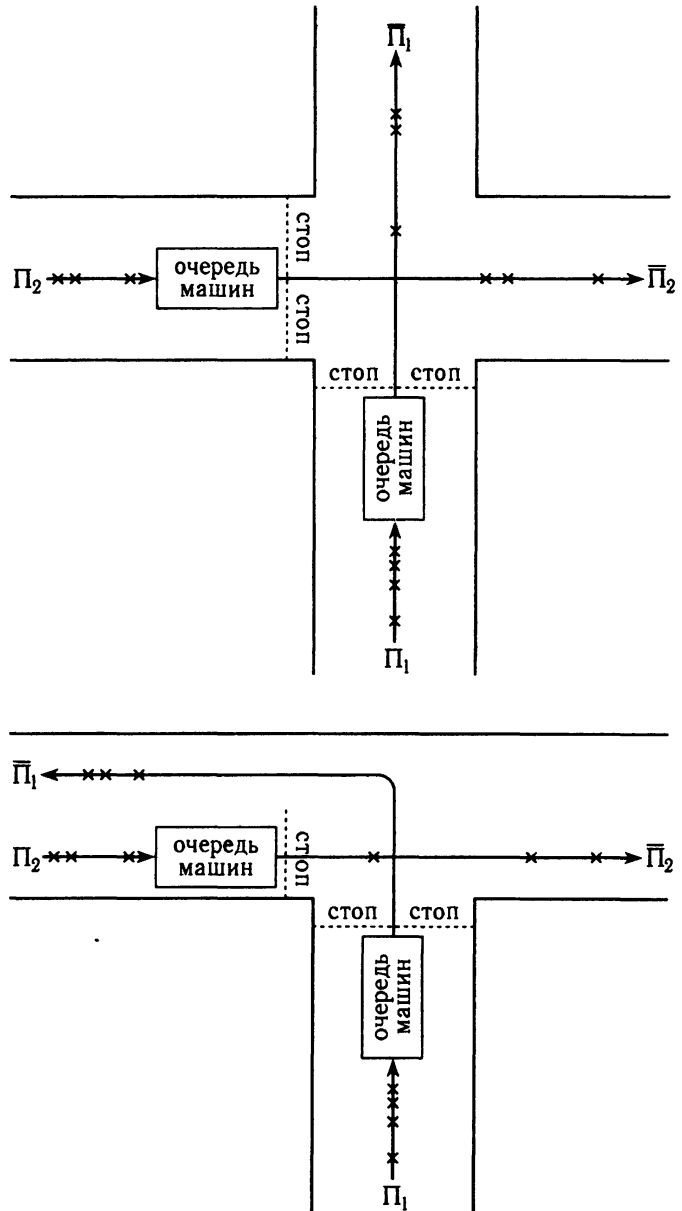 П̅₁
стоп
П₂
очередь
машин
П̅₂
стоп
стоп стоп
очередь
машин
П₁
П̅₁
П₂
очередь
машин
стоп
П̅₂
стоп стоп
очередь
машин
П₁